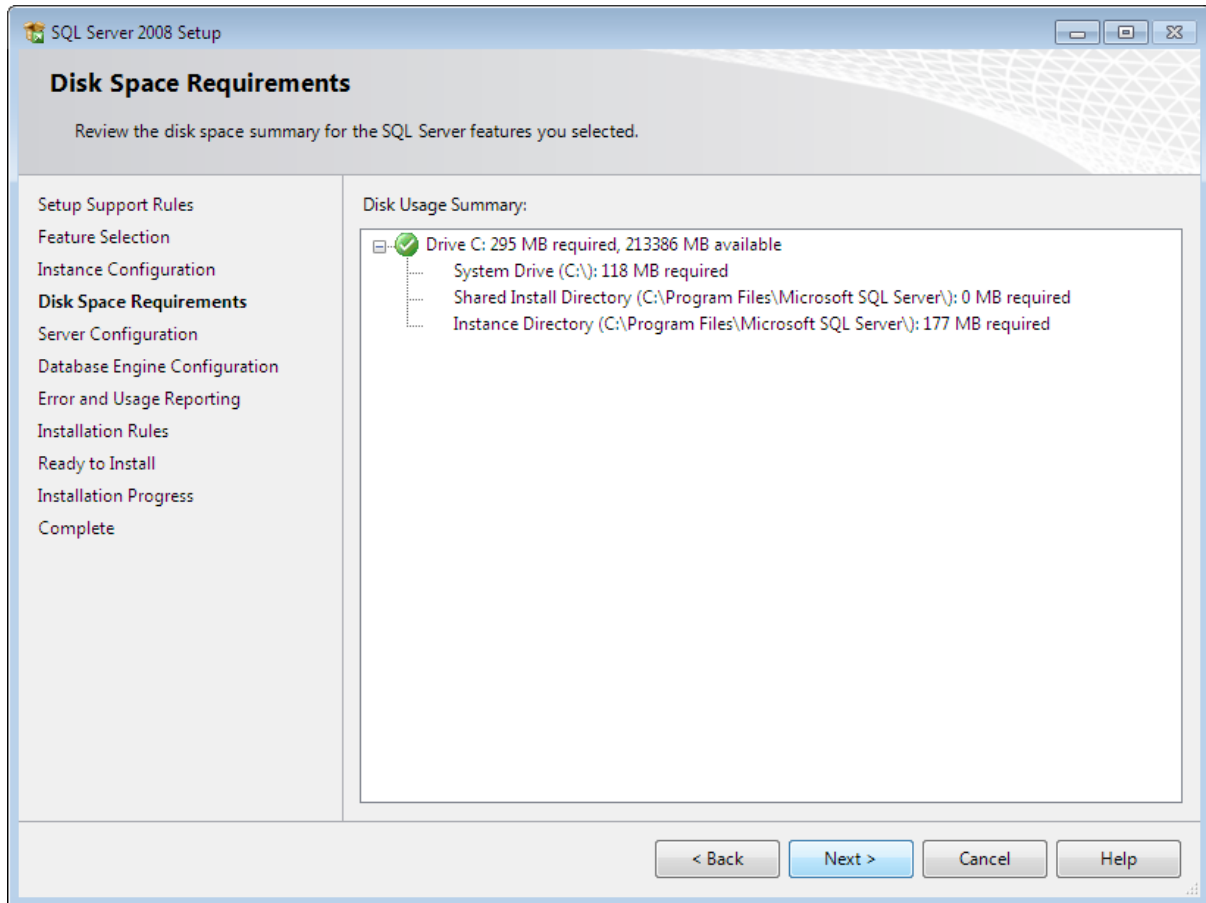 SQL Server 2008 Setup
Disk Space Requirements
Review the disk space summary for the SQL Server features you selected.
Setup Support Rules
Feature Selection
Instance Configuration
Disk Space Requirements
Server Configuration
Database Engine Configuration
Error and Usage Reporting
Installation Rules
Ready to Install
Installation Progress
Complete
Disk Usage Summary:
Drive C: 295 MB required, 213386 MB available
System Drive (C:\): 118 MB required
Shared Install Directory (C:\Program Files\Microsoft SQL Server\): 0 MB required
Instance Directory (C:\Program Files\Microsoft SQL Server\): 177 MB required
< Back
Next >
Cancel
Help